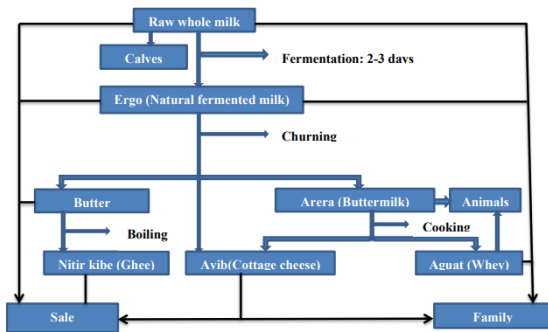 Raw whole milk
Calves
Fermentation: 2-3 days
Ergo (Natural fermented milk)
Churning
Butter
Arera (Buttermilk)
Animals
Boiling
Cooking
Nitir kibe (Ghee)
Ayib(Cottage cheese)
Aguat (Whey)
Sale
Family